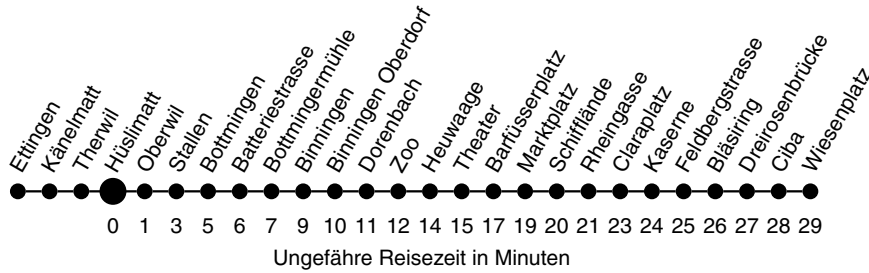 Ettingen
Känelmatt
Therwil
Hüslimatt
Oberwil
Stallen
Bottmingen
Batteriestrasse
Bottmingermühle
Binningen
Binningen Oberdorf
Dorenbach
Zoo
Heuwaage
Theater
Barfüsserplatz
Marktplatz
Schifflände
Rheingasse
Claraplatz
Kaserne
Feldbergstrasse
Bläsiring
Dreirosenbrücke
Ciba
Wiesenplatz
0 1 3 5 6 7 9 10 11 12 14 15 17 19 20 21 23 24 25 26 27 28 29
Ungefähre Reisezeit in Minuten